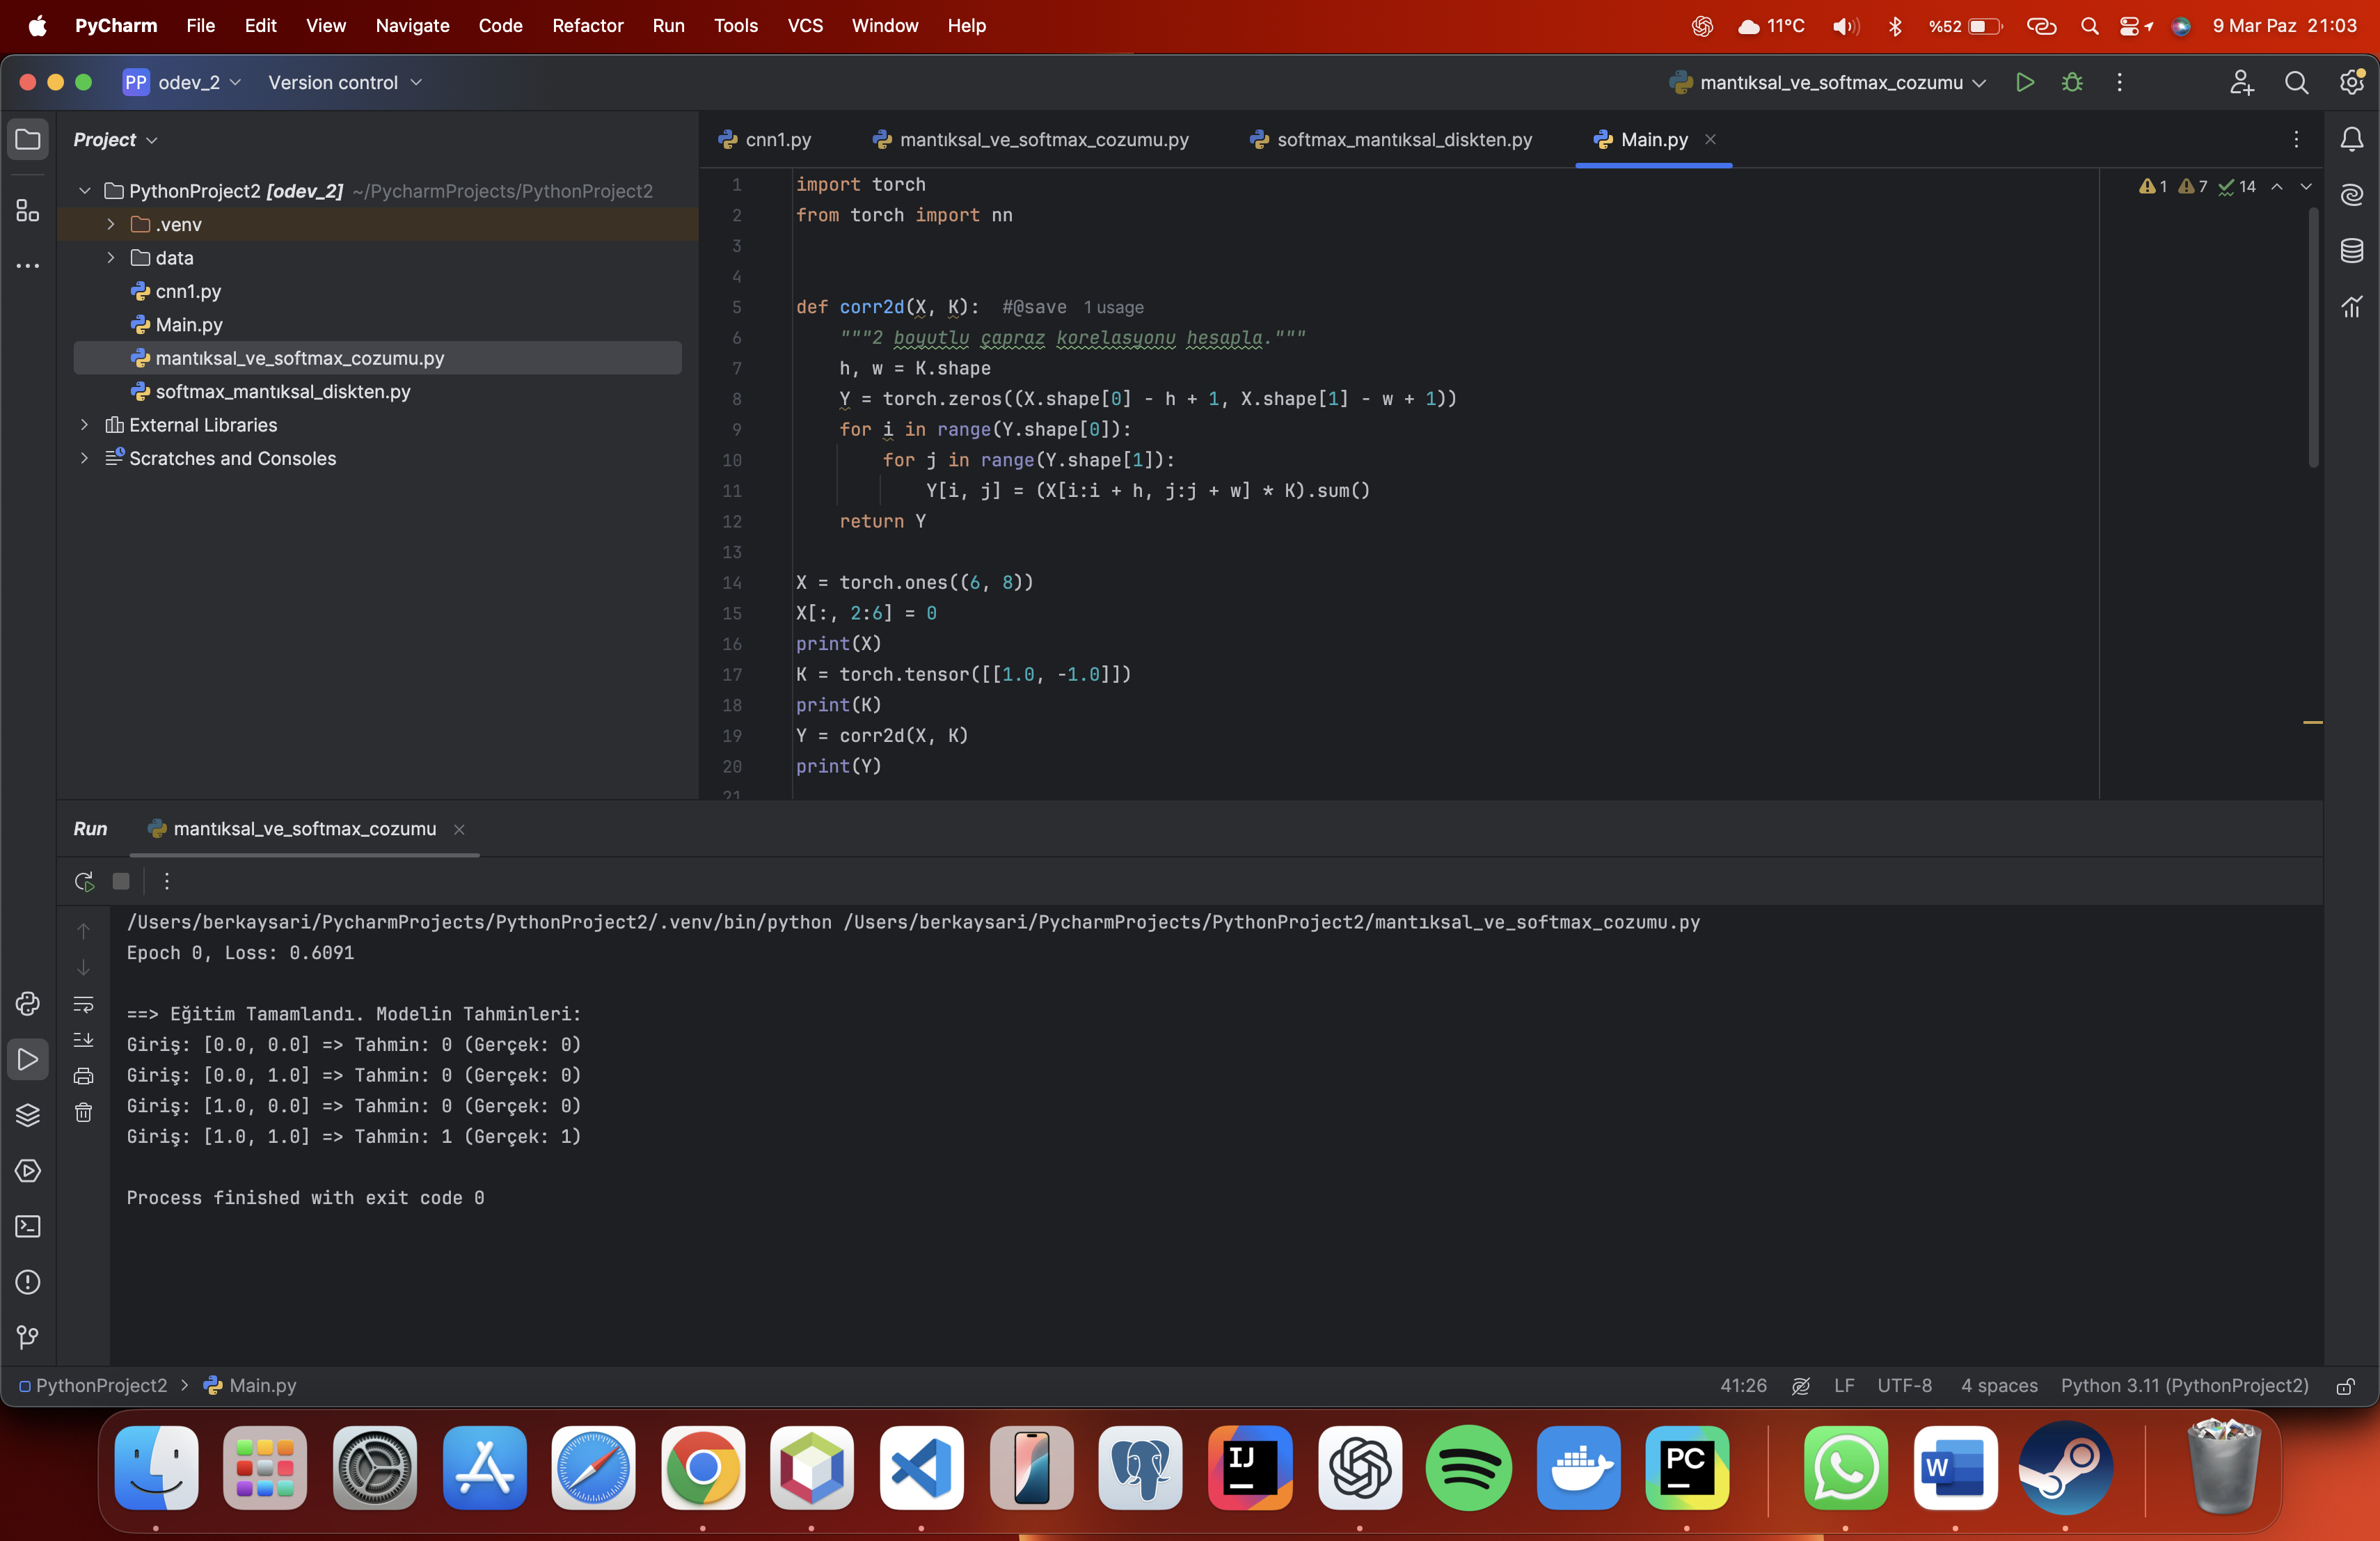 PyCharm File Edit View Navigate Code Refactor Run Tools VCS Window Help 11°C %52 9 Mar Paz 21:03
PP odev_2 Version control mantıksal_ve_softmax_cozumu
Project
cnn1.py mantıksal_ve_softmax_cozumu.py softmax_mantıksal_diskten.py Main.py
PythonProject2 [odev_2] ~/PycharmProjects/PythonProject2
.venv
data
cnn1.py
Main.py
mantıksal_ve_softmax_cozumu.py
softmax_mantıksal_diskten.py
External Libraries
Scratches and Consoles
1 7 14
1 import torch
2 from torch import nn
3
4
5 def corr2d(X, K): #@save 1 usage
6 """2 boyutlu çapraz korelasyonu hesapla."""
7 h, w = K.shape
8 Y = torch.zeros((X.shape[0] - h + 1, X.shape[1] - w + 1))
9 for i in range(Y.shape[0]):
10 for j in range(Y.shape[1]):
11 Y[i, j] = (X[i:i + h, j:j + w] * K).sum()
12 return Y
13
14 X = torch.ones((6, 8))
15 X[:, 2:6] = 0
16 print(X)
17 K = torch.tensor([[1.0, -1.0]])
18 print(K)
19 Y = corr2d(X, K)
20 print(Y)
21
Run mantıksal_ve_softmax_cozumu
/Users/berkaysari/PycharmProjects/PythonProject2/.venv/bin/python /Users/berkaysari/PycharmProjects/PythonProject2/mantıksal_ve_softmax_cozumu.py
Epoch 0, Loss: 0.6091
==> Eğitim Tamamlandı. Modelin Tahminleri:
Giriş: [0.0, 0.0] => Tahmin: 0 (Gerçek: 0)
Giriş: [0.0, 1.0] => Tahmin: 0 (Gerçek: 0)
Giriş: [1.0, 0.0] => Tahmin: 0 (Gerçek: 0)
Giriş: [1.0, 1.0] => Tahmin: 1 (Gerçek: 1)
Process finished with exit code 0
PythonProject2 > Main.py 41:26 LF UTF-8 4 spaces Python 3.11 (PythonProject2)
IJ PC W